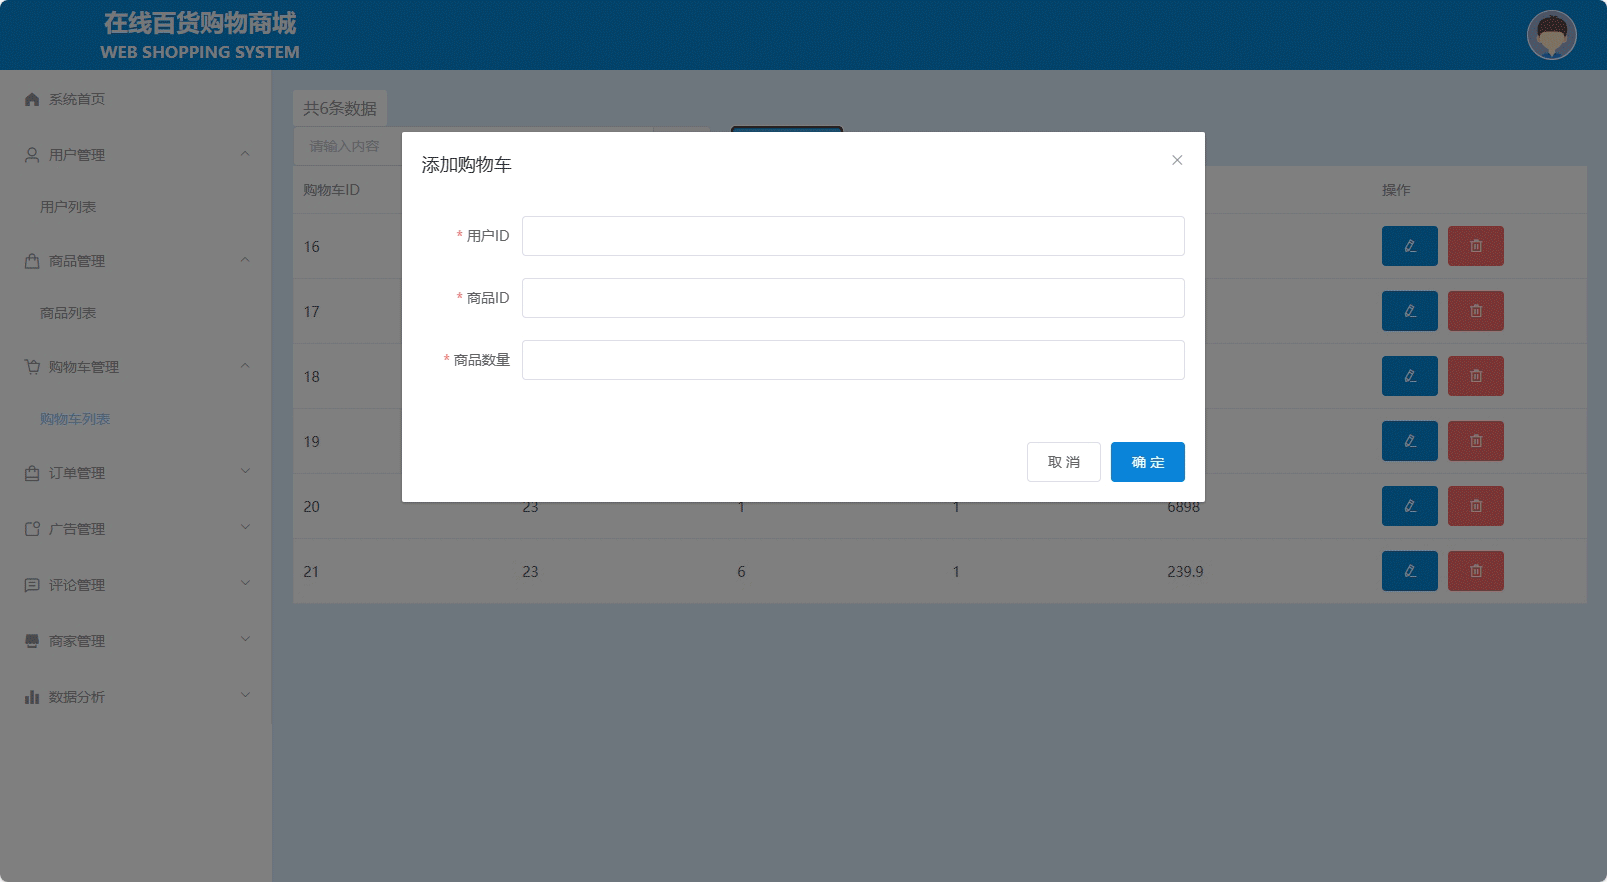 在线百货购物商城
WEB SHOPPING SYSTEM
系统首页
用户管理
用户列表
商品管理
商品列表
购物车管理
购物车列表
订单管理
广告管理
评论管理
商家管理
数据分析
共6条数据
请输入内容
购物车ID
操作
16
17
18
19
20 23 1 1 6898
21 23 6 1 239.9
添加购物车
* 用户ID
* 商品ID
* 商品数量
取 消
确 定